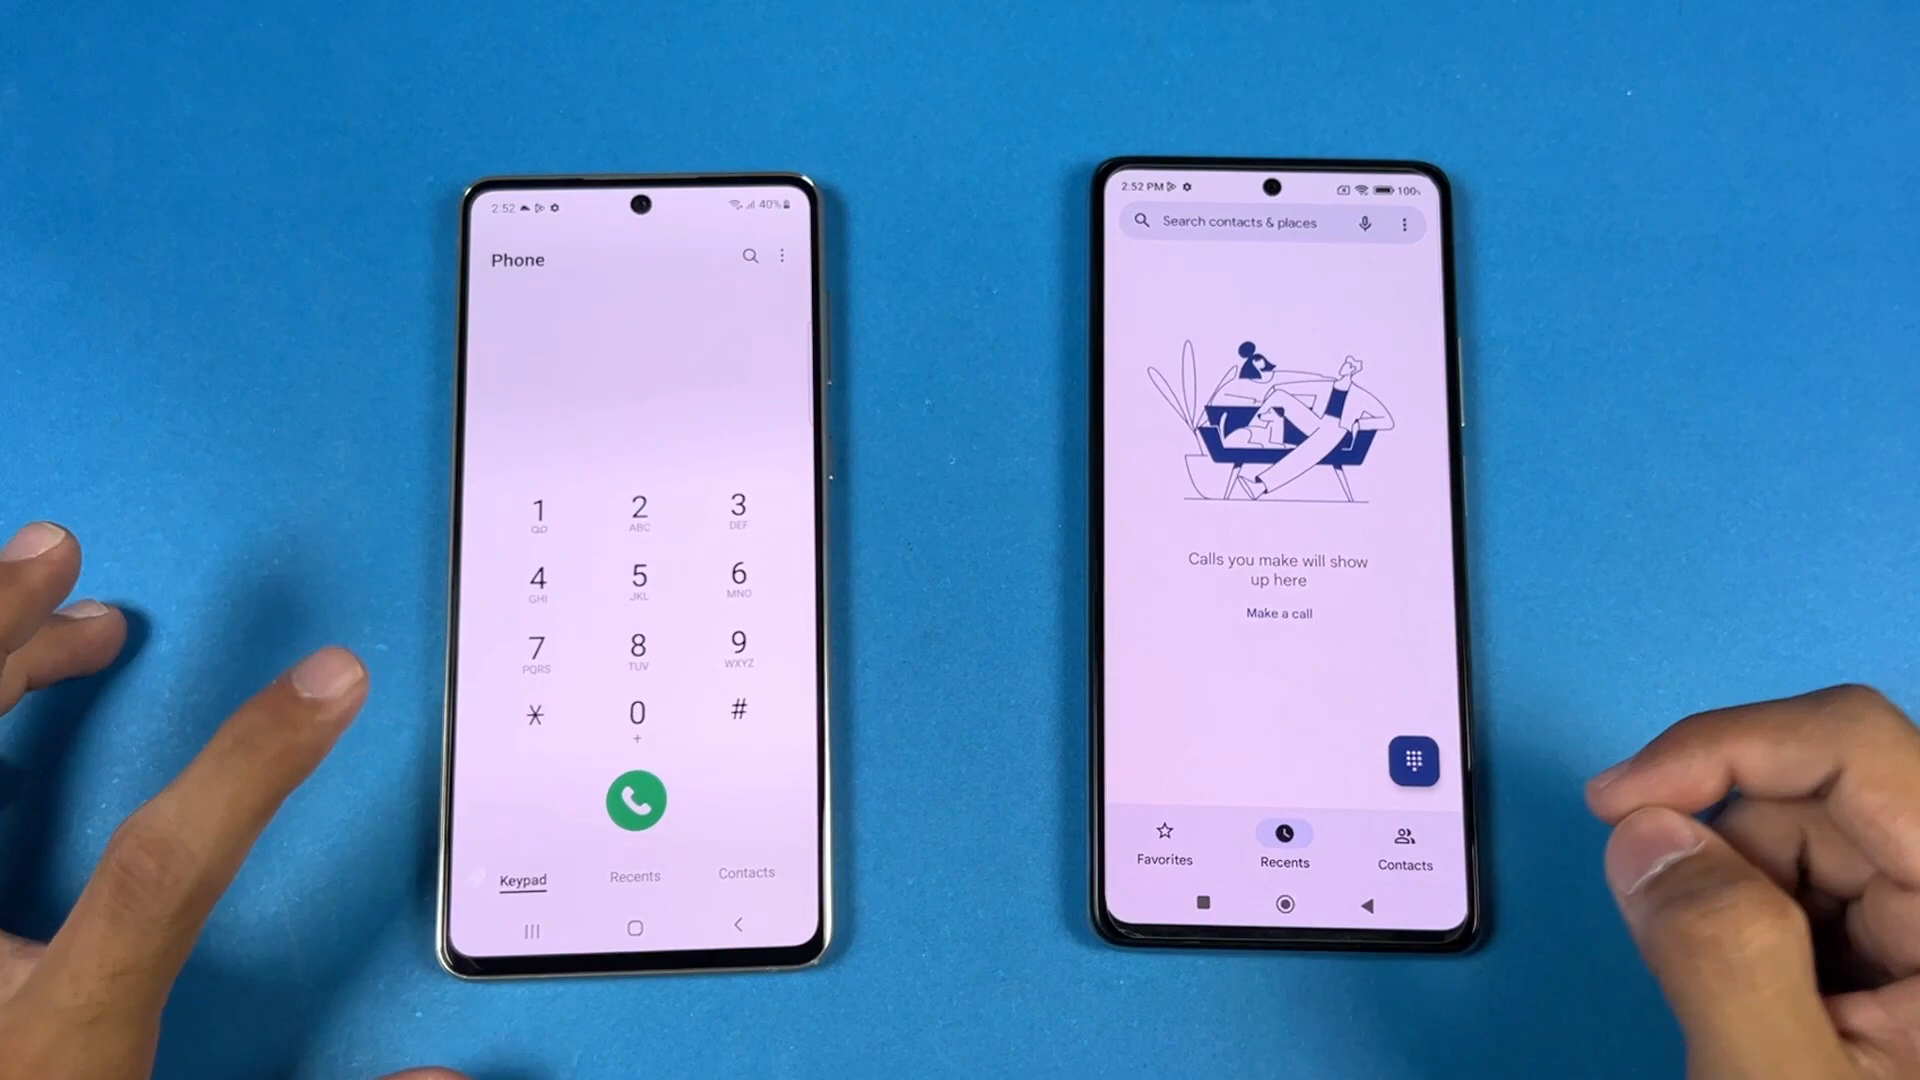 2:52
40%
Phone
1
2
ABC
3
DEF
4
GHI
5
JKL
6
MNO
7
PQRS
8
TUV
9
WXYZ
*
0
+
#
Keypad
Recents
Contacts
2:52 PM
100%
Search contacts & places
Calls you make will show
up here
Make a call
Favorites
Recents
Contacts